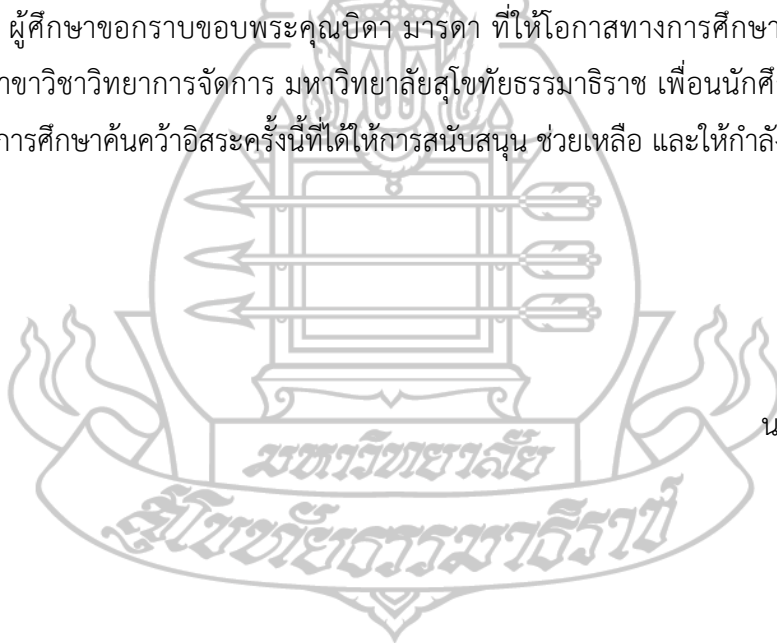 ผู้ศึกษาขอกราบขอบพระคุณบิดา มารดา ที่ให้โอกาสทางการศึกษา
าขาวิชาวิทยาการจัดการ มหาวิทยาลัยสุโขทัยธรรมาธิราช เพื่อนนักศึ
การศึกษาค้นคว้าอิสระครั้งนี้ที่ได้ให้การสนับสนุน ช่วยเหลือ และให้กำลั
น
มหาวิทยาลัย
สุโขทัยธรรมาธิราช